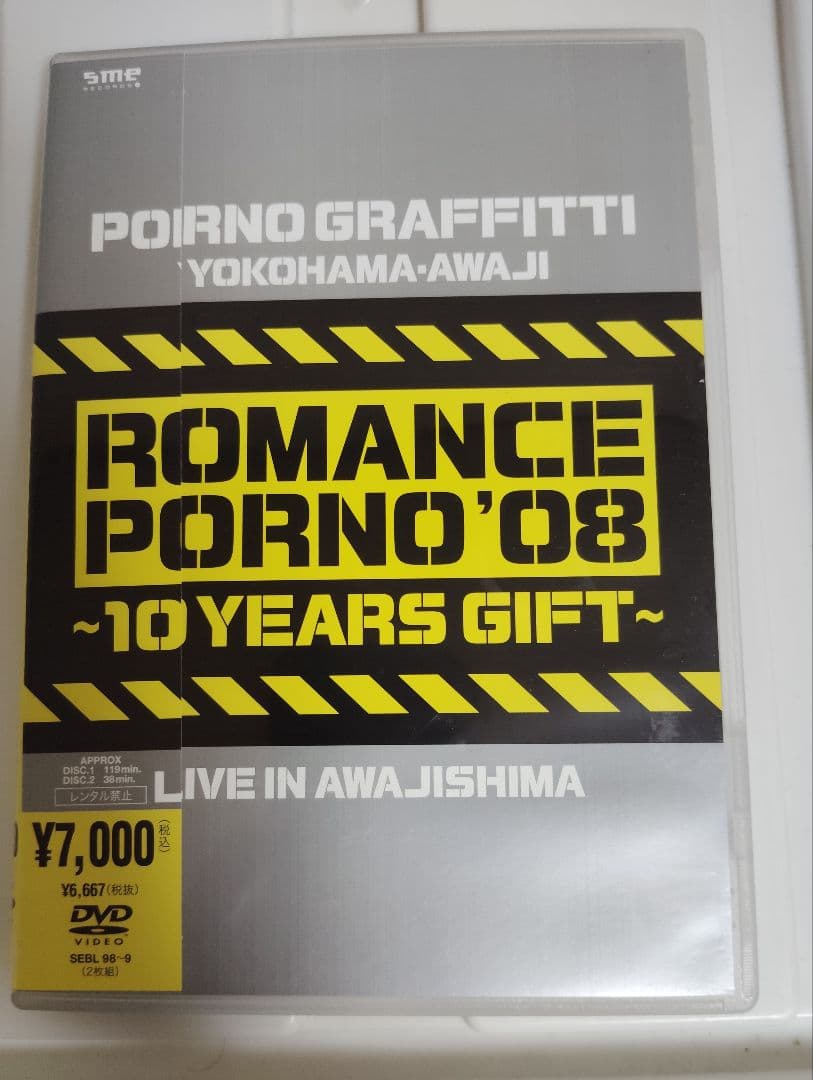 sme
RECORDS
PORNO GRAFFITTI
YOKOHAMA-AWAJI
ROMANCE
PORNO'08
~10 YEARS GIFT~
LIVE IN AWAJISHIMA
APPROX
DISC.1 119min.
DISC.2 38min.
レンタル禁止
¥7,000(税込)
¥6,667(税抜)
DVD
VIDEO
SEBL 98~9
(2枚組)